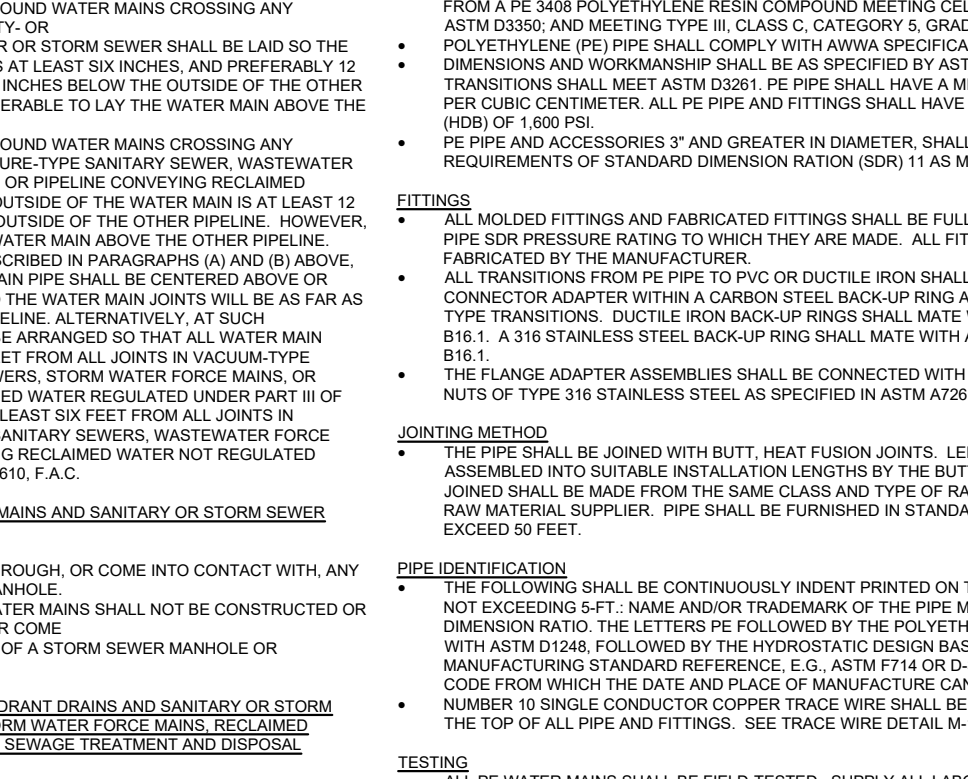 OUND WATER MAINS CROSSING ANY
TY- OR
R OR STORM SEWER SHALL BE LAID SO THE
S AT LEAST SIX INCHES, AND PREFERABLY 12
INCHES BELOW THE OUTSIDE OF THE OTHER
ERABLE TO LAY THE WATER MAIN ABOVE THE
OUND WATER MAINS CROSSING ANY
URE-TYPE SANITARY SEWER, WASTEWATER
OR PIPELINE CONVEYING RECLAIMED
OUTSIDE OF THE WATER MAIN IS AT LEAST 12
OUTSIDE OF THE OTHER PIPELINE. HOWEVER,
WATER MAIN ABOVE THE OTHER PIPELINE.
SCRIBED IN PARAGRAPHS (A) AND (B) ABOVE,
AIN PIPE SHALL BE CENTERED ABOVE OR
THE WATER MAIN JOINTS WILL BE AS FAR AS
PELINE. ALTERNATIVELY, AT SUCH
BE ARRANGED SO THAT ALL WATER MAIN
EET FROM ALL JOINTS IN VACUUM-TYPE
WERS, STORM WATER FORCE MAINS, OR
ED WATER REGULATED UNDER PART III OF
LEAST SIX FEET FROM ALL JOINTS IN
SANITARY SEWERS, WASTEWATER FORCE
G RECLAIMED WATER NOT REGULATED
610, F.A.C.
MAINS AND SANITARY OR STORM SEWER
ROUGH, OR COME INTO CONTACT WITH, ANY
ANHOLE.
ATER MAINS SHALL NOT BE CONSTRUCTED OR
R COME
OF A STORM SEWER MANHOLE OR
DRANT DRAINS AND SANITARY OR STORM
RM WATER FORCE MAINS, RECLAIMED
SEWAGE TREATMENT AND DISPOSAL
FROM A PE 3408 POLYETHYLENE RESIN COMPOUND MEETING CEL
ASTM D3350; AND MEETING TYPE III, CLASS C, CATEGORY 5, GRAD
• POLYETHYLENE (PE) PIPE SHALL COMPLY WITH AWWA SPECIFICA
• DIMENSIONS AND WORKMANSHIP SHALL BE AS SPECIFIED BY AST
TRANSITIONS SHALL MEET ASTM D3261. PE PIPE SHALL HAVE A MI
PER CUBIC CENTIMETER. ALL PE PIPE AND FITTINGS SHALL HAVE
(HDB) OF 1,600 PSI.
• PE PIPE AND ACCESSORIES 3" AND GREATER IN DIAMETER, SHALL
REQUIREMENTS OF STANDARD DIMENSION RATION (SDR) 11 AS M
FITTINGS
• ALL MOLDED FITTINGS AND FABRICATED FITTINGS SHALL BE FULL
PIPE SDR PRESSURE RATING TO WHICH THEY ARE MADE. ALL FIT
FABRICATED BY THE MANUFACTURER.
• ALL TRANSITIONS FROM PE PIPE TO PVC OR DUCTILE IRON SHALL
CONNECTOR ADAPTER WITHIN A CARBON STEEL BACK-UP RING A
TYPE TRANSITIONS. DUCTILE IRON BACK-UP RINGS SHALL MATE
B16.1. A 316 STAINLESS STEEL BACK-UP RING SHALL MATE WITH A
B16.1.
• THE FLANGE ADAPTER ASSEMBLIES SHALL BE CONNECTED WITH
NUTS OF TYPE 316 STAINLESS STEEL AS SPECIFIED IN ASTM A726
JOINTING METHOD
• THE PIPE SHALL BE JOINED WITH BUTT, HEAT FUSION JOINTS. LEN
ASSEMBLED INTO SUITABLE INSTALLATION LENGTHS BY THE BUTT
JOINED SHALL BE MADE FROM THE SAME CLASS AND TYPE OF RA
RAW MATERIAL SUPPLIER. PIPE SHALL BE FURNISHED IN STANDA
EXCEED 50 FEET.
PIPE IDENTIFICATION
• THE FOLLOWING SHALL BE CONTINUOUSLY INDENT PRINTED ON T
NOT EXCEEDING 5-FT.: NAME AND/OR TRADEMARK OF THE PIPE M
DIMENSION RATIO. THE LETTERS PE FOLLOWED BY THE POLYETH
WITH ASTM D1248, FOLLOWED BY THE HYDROSTATIC DESIGN BAS
MANUFACTURING STANDARD REFERENCE, E.G., ASTM F714 OR D-
CODE FROM WHICH THE DATE AND PLACE OF MANUFACTURE CAN
• NUMBER 10 SINGLE CONDUCTOR COPPER TRACE WIRE SHALL BE
THE TOP OF ALL PIPE AND FITTINGS. SEE TRACE WIRE DETAIL M-
TESTING
ALL PE WATER MAINS SHALL BE FIELD-TESTED. SUPPLY ALL LABO